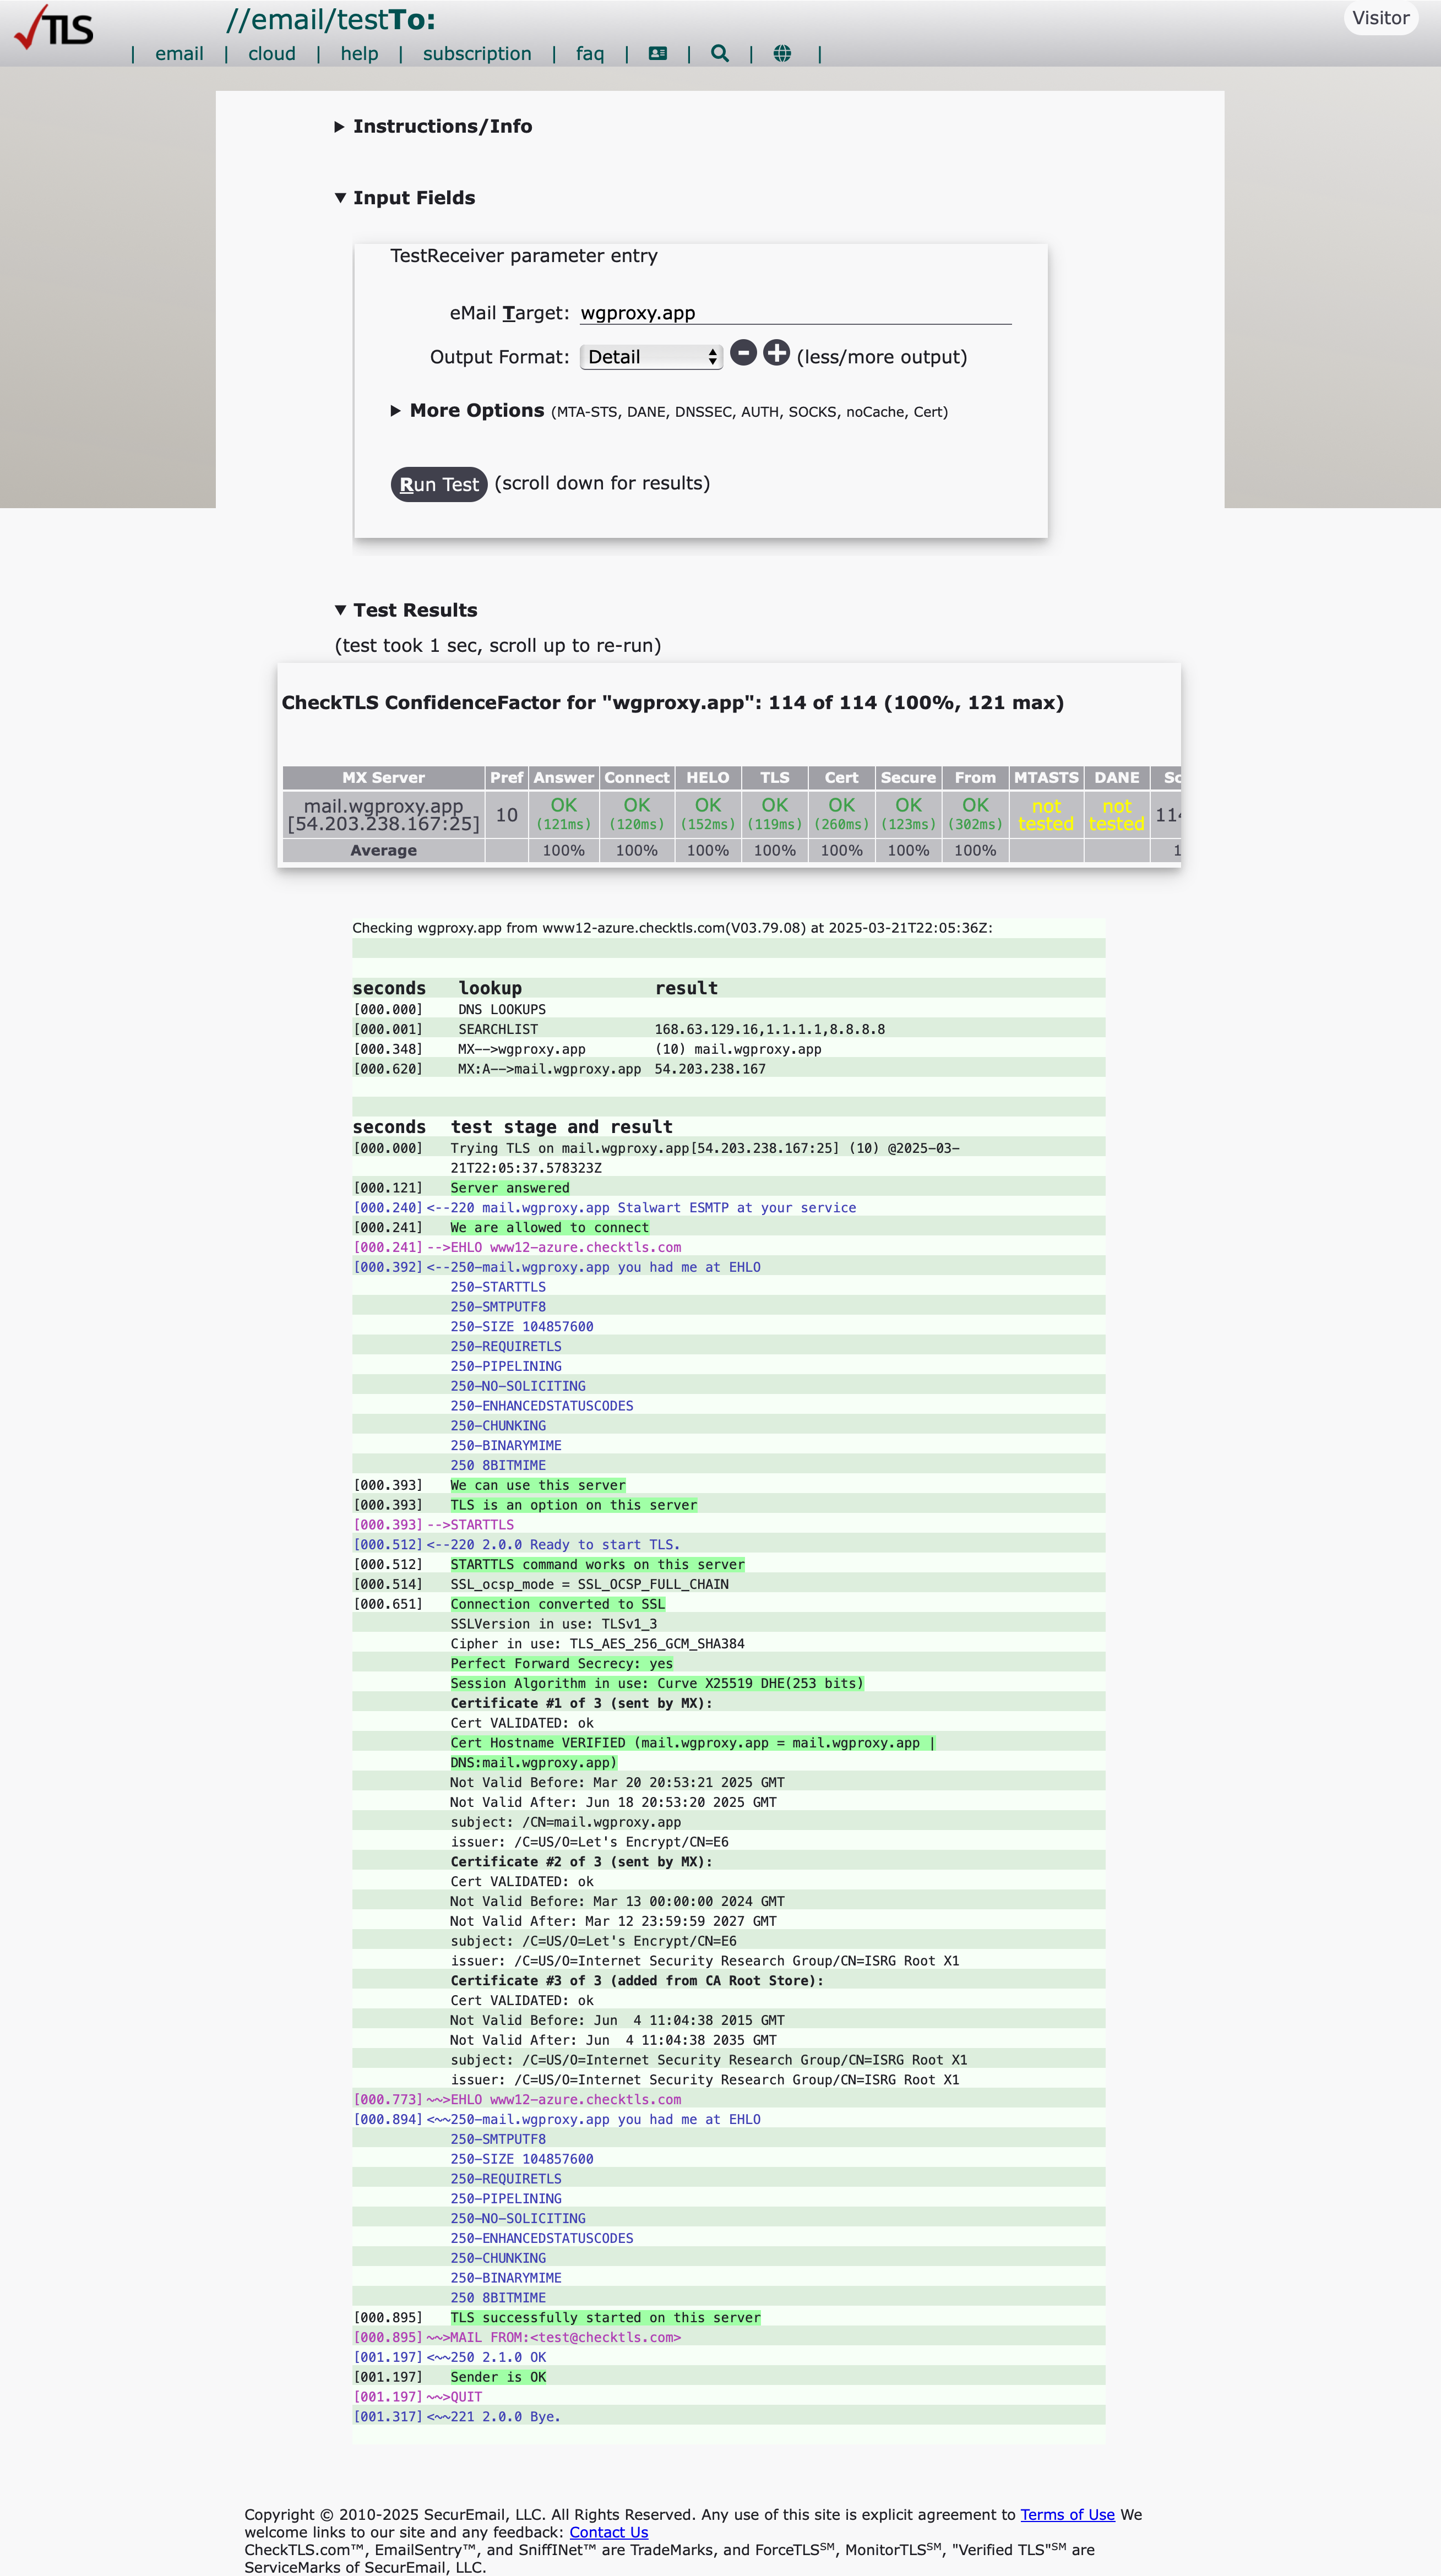 TLS
//email/testTo:
Visitor
| email | cloud | help | subscription | faq | | | |
▶ Instructions/Info
▼ Input Fields
TestReceiver parameter entry
eMail Target: wgproxy.app
Output Format: Detail - + (less/more output)
▶ More Options (MTA-STS, DANE, DNSSEC, AUTH, SOCKS, noCache, Cert)
Run Test (scroll down for results)
▼ Test Results
(test took 1 sec, scroll up to re-run)
CheckTLS ConfidenceFactor for "wgproxy.app": 114 of 114 (100%, 121 max)
MX Server Pref Answer Connect HELO TLS Cert Secure From MTASTS DANE Sc
mail.wgproxy.app 10 OK OK OK OK OK OK OK not not 114
[54.203.238.167:25] (121ms) (120ms) (152ms) (119ms) (260ms) (123ms) (302ms) tested tested
Average 100% 100% 100% 100% 100% 100% 100% 1
Checking wgproxy.app from www12-azure.checktls.com(V03.79.08) at 2025-03-21T22:05:36Z:
seconds lookup result
[000.000] DNS LOOKUPS
[000.001] SEARCHLIST 168.63.129.16,1.1.1.1,8.8.8.8
[000.348] MX-->wgproxy.app (10) mail.wgproxy.app
[000.620] MX:A-->mail.wgproxy.app 54.203.238.167
seconds test stage and result
[000.000] Trying TLS on mail.wgproxy.app[54.203.238.167:25] (10) @2025-03-
21T22:05:37.578323Z
[000.121] Server answered
[000.240] <--220 mail.wgproxy.app Stalwart ESMTP at your service
[000.241] We are allowed to connect
[000.241] -->EHLO www12-azure.checktls.com
[000.392] <--250-mail.wgproxy.app you had me at EHLO
250-STARTTLS
250-SMTPUTF8
250-SIZE 104857600
250-REQUIRETLS
250-PIPELINING
250-NO-SOLICITING
250-ENHANCEDSTATUSCODES
250-CHUNKING
250-BINARYMIME
250 8BITMIME
[000.393] We can use this server
[000.393] TLS is an option on this server
[000.393] -->STARTTLS
[000.512] <--220 2.0.0 Ready to start TLS.
[000.512] STARTTLS command works on this server
[000.514] SSL_ocsp_mode = SSL_OCSP_FULL_CHAIN
[000.651] Connection converted to SSL
SSLVersion in use: TLSv1_3
Cipher in use: TLS_AES_256_GCM_SHA384
Perfect Forward Secrecy: yes
Session Algorithm in use: Curve X25519 DHE(253 bits)
Certificate #1 of 3 (sent by MX):
Cert VALIDATED: ok
Cert Hostname VERIFIED (mail.wgproxy.app = mail.wgproxy.app |
DNS:mail.wgproxy.app)
Not Valid Before: Mar 20 20:53:21 2025 GMT
Not Valid After: Jun 18 20:53:20 2025 GMT
subject: /CN=mail.wgproxy.app
issuer: /C=US/O=Let's Encrypt/CN=E6
Certificate #2 of 3 (sent by MX):
Cert VALIDATED: ok
Not Valid Before: Mar 13 00:00:00 2024 GMT
Not Valid After: Mar 12 23:59:59 2027 GMT
subject: /C=US/O=Let's Encrypt/CN=E6
issuer: /C=US/O=Internet Security Research Group/CN=ISRG Root X1
Certificate #3 of 3 (added from CA Root Store):
Cert VALIDATED: ok
Not Valid Before: Jun  4 11:04:38 2015 GMT
Not Valid After: Jun  4 11:04:38 2035 GMT
subject: /C=US/O=Internet Security Research Group/CN=ISRG Root X1
issuer: /C=US/O=Internet Security Research Group/CN=ISRG Root X1
[000.773] ~~>EHLO www12-azure.checktls.com
[000.894] <~~250-mail.wgproxy.app you had me at EHLO
250-SMTPUTF8
250-SIZE 104857600
250-REQUIRETLS
250-PIPELINING
250-NO-SOLICITING
250-ENHANCEDSTATUSCODES
250-CHUNKING
250-BINARYMIME
250 8BITMIME
[000.895] TLS successfully started on this server
[000.895] ~~>MAIL FROM:<test@checktls.com>
[001.197] <~~250 2.1.0 OK
[001.197] Sender is OK
[001.197] ~~>QUIT
[001.317] <~~221 2.0.0 Bye.
Copyright © 2010-2025 SecurEmail, LLC. All Rights Reserved. Any use of this site is explicit agreement to Terms of Use We
welcome links to our site and any feedback: Contact Us
CheckTLS.com™, EmailSentry™, and SniffINet™ are TradeMarks, and ForceTLS℠, MonitorTLS℠, "Verified TLS"℠ are
ServiceMarks of SecurEmail, LLC.